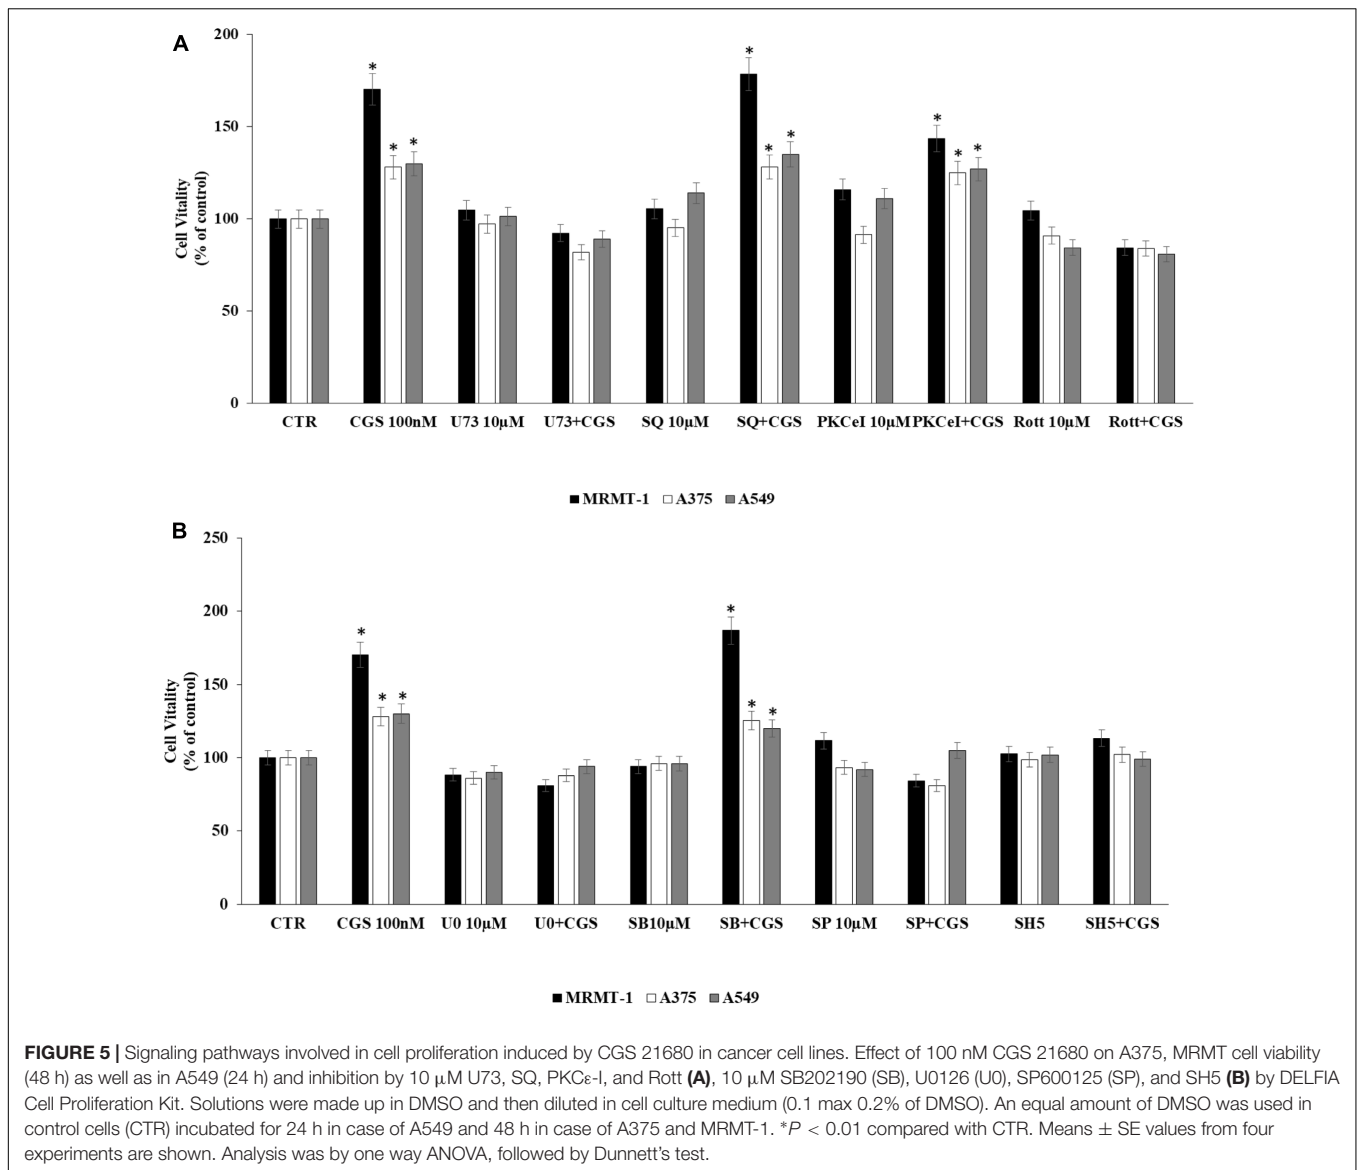 A
200
150
100
50
0
Cell Vitality
(% of control)
* * * * * * * * *
CTR CGS 100nM U73 10µM U73+CGS SQ 10µM SQ+CGS PKCeI 10µM PKCeI+CGS Rott 10µM Rott+CGS
MRMT-1 A375 A549
B
250
200
150
100
50
0
Cell Vitality
(% of control)
* * * * * *
CTR CGS 100nM U0 10µM U0+CGS SB10µM SB+CGS SP 10µM SP+CGS SH5 SH5+CGS
MRMT-1 A375 A549
FIGURE 5 | Signaling pathways involved in cell proliferation induced by CGS 21680 in cancer cell lines. Effect of 100 nM CGS 21680 on A375, MRMT cell viability
(48 h) as well as in A549 (24 h) and inhibition by 10 µM U73, SQ, PKCε-I, and Rott (A), 10 µM SB202190 (SB), U0126 (U0), SP600125 (SP), and SH5 (B) by DELFIA
Cell Proliferation Kit. Solutions were made up in DMSO and then diluted in cell culture medium (0.1 max 0.2% of DMSO). An equal amount of DMSO was used in
control cells (CTR) incubated for 24 h in case of A549 and 48 h in case of A375 and MRMT-1. *P < 0.01 compared with CTR. Means ± SE values from four
experiments are shown. Analysis was by one way ANOVA, followed by Dunnett's test.